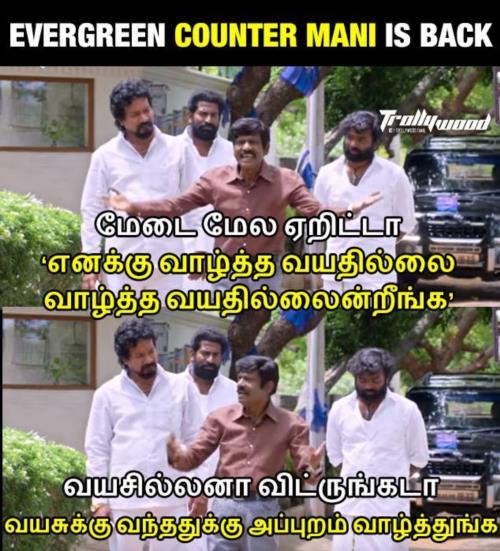 EVERGREEN COUNTER MANI IS BACK
Trollywood
மேடை மேல ஏறிட்டா
‘எனக்கு வாழ்த்த வயதில்லை
வாழ்த்த வயதில்லைன்றீங்க’
வயசில்லனா விட்ருங்கடா
வயசுக்கு வந்ததுக்கு அப்புறம் வாழ்த்துங்க